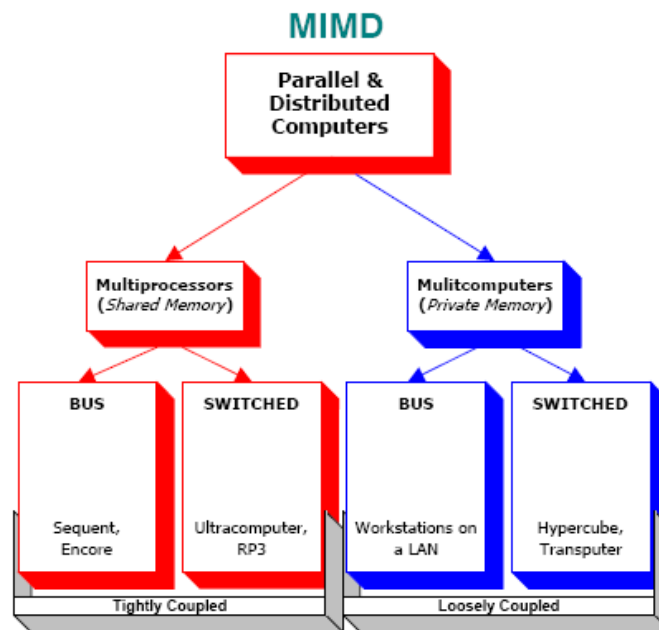 MIMD
Parallel &
Distributed
Computers
Multiprocessors
(Shared Memory)
Mulitcomputers
(Private Memory)
BUS
Sequent,
Encore
SWITCHED
Ultracomputer,
RP3
BUS
Workstations on
a LAN
SWITCHED
Hypercube,
Transputer
Tightly Coupled
Loosely Coupled